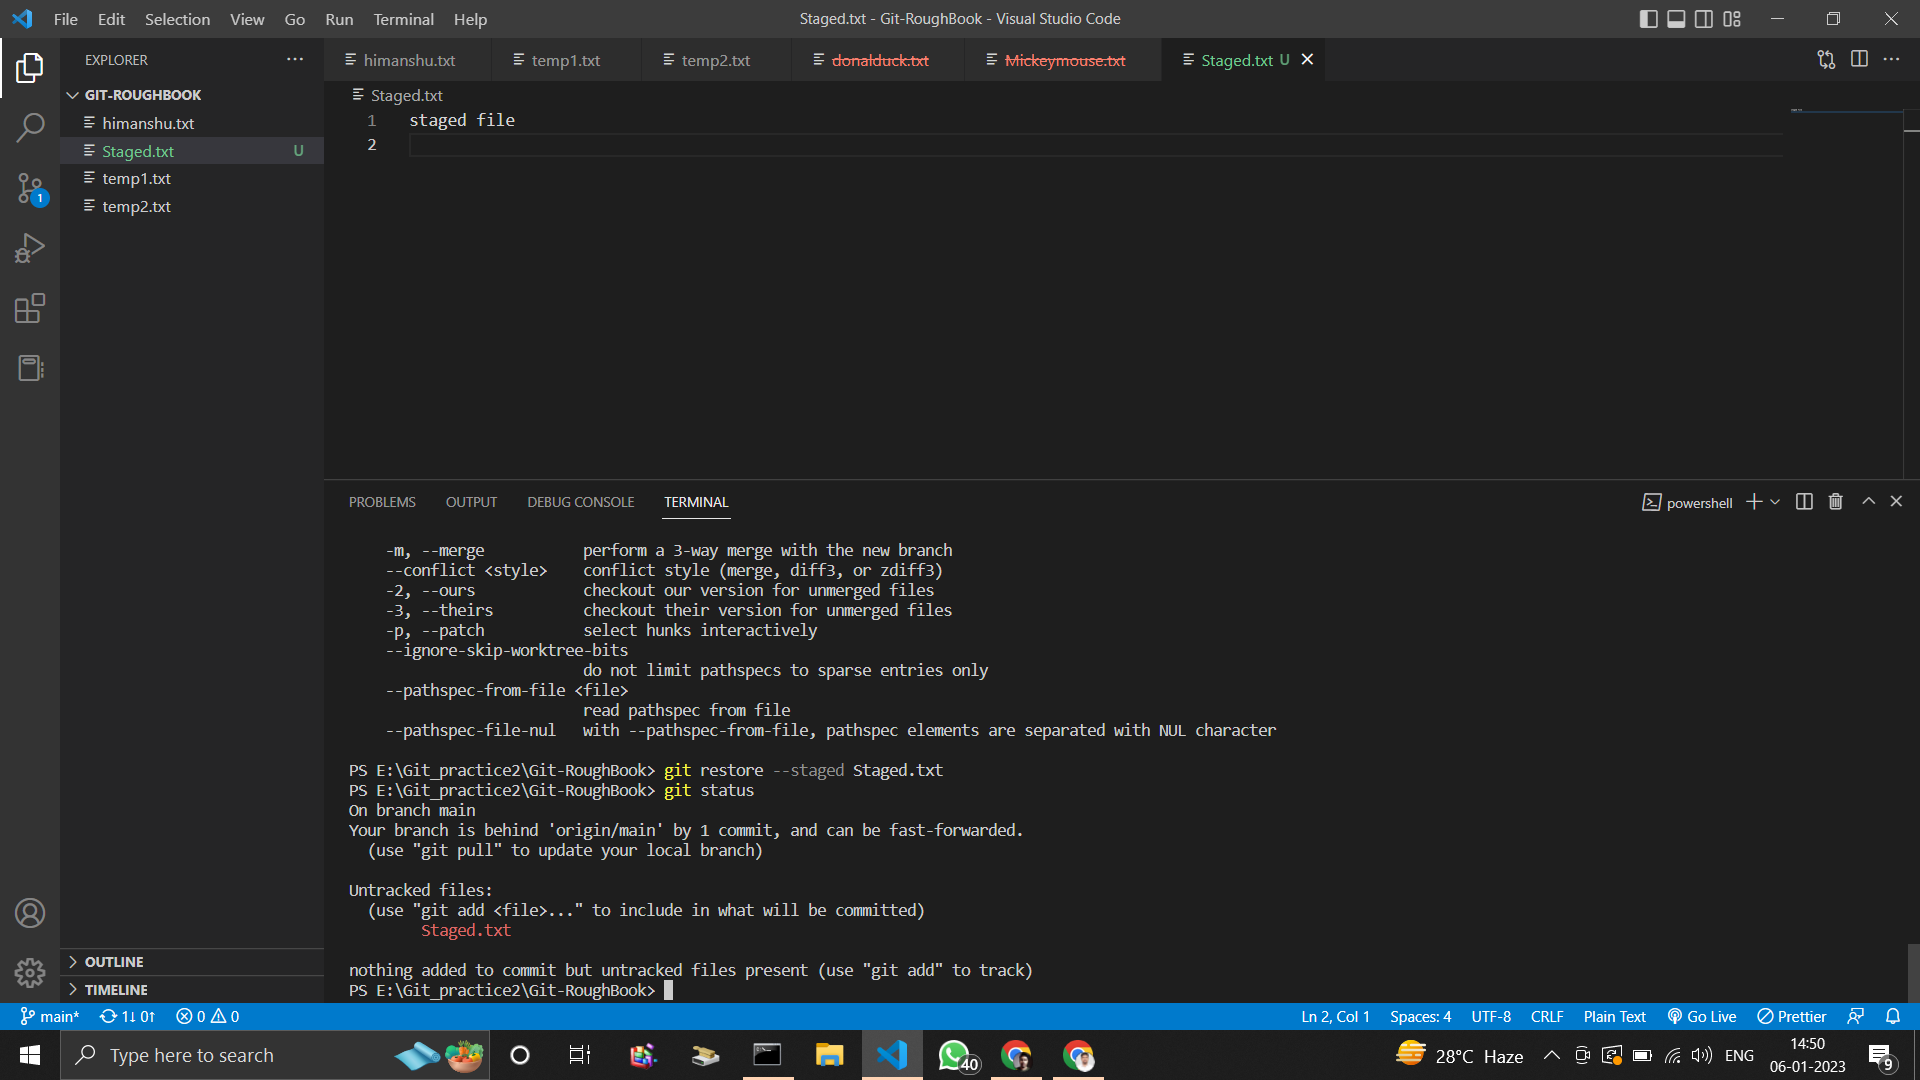 File Edit Selection View Go Run Terminal Help
Staged.txt - Git-RoughBook - Visual Studio Code
EXPLORER
himanshu.txt
temp1.txt
temp2.txt
donalduck.txt
Mickeymouse.txt
Staged.txt U
GIT-ROUGHBOOK
himanshu.txt
Staged.txt U
temp1.txt
temp2.txt
1
Staged.txt
1 staged file
2
PROBLEMS OUTPUT DEBUG CONSOLE TERMINAL
powershell
-m, --merge perform a 3-way merge with the new branch
--conflict <style> conflict style (merge, diff3, or zdiff3)
-2, --ours checkout our version for unmerged files
-3, --theirs checkout their version for unmerged files
-p, --patch select hunks interactively
--ignore-skip-worktree-bits
do not limit pathspecs to sparse entries only
--pathspec-from-file <file>
read pathspec from file
--pathspec-file-nul with --pathspec-from-file, pathspec elements are separated with NUL character
PS E:\Git_practice2\Git-RoughBook> git restore --staged Staged.txt
PS E:\Git_practice2\Git-RoughBook> git status
On branch main
Your branch is behind 'origin/main' by 1 commit, and can be fast-forwarded.
(use "git pull" to update your local branch)
Untracked files:
(use "git add <file>..." to include in what will be committed)
Staged.txt
nothing added to commit but untracked files present (use "git add" to track)
PS E:\Git_practice2\Git-RoughBook>
OUTLINE
TIMELINE
main* 1↓ 0↑ 0 0
Ln 2, Col 1 Spaces: 4 UTF-8 CRLF Plain Text Go Live Prettier
Type here to search
40
28°C Haze
ENG
14:50
06-01-2023
9